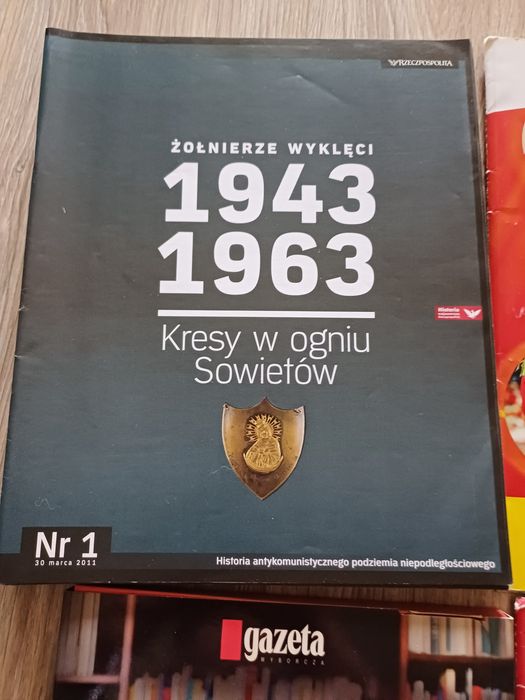 RZECZPOSPOLITA
ŻOŁNIERZE WYKLĘCI
1943
1963
Historia
Kresy w ogniu
Sowietów
Nr 1
30 marca 2011
Historia antykomunistycznego podziemia niepodległościowego
gazeta
WYBORCZA